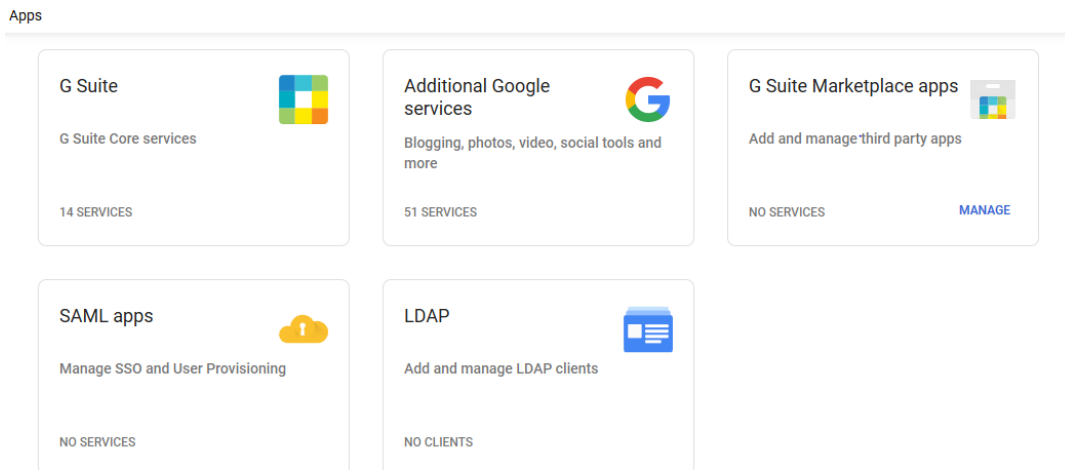 Apps
G Suite
G Suite Core services
14 SERVICES
Additional Google
services
Blogging, photos, video, social tools and
more
51 SERVICES
G Suite Marketplace apps
Add and manage third party apps
NO SERVICES
MANAGE
SAML apps
Manage SSO and User Provisioning
NO SERVICES
LDAP
Add and manage LDAP clients
NO CLIENTS